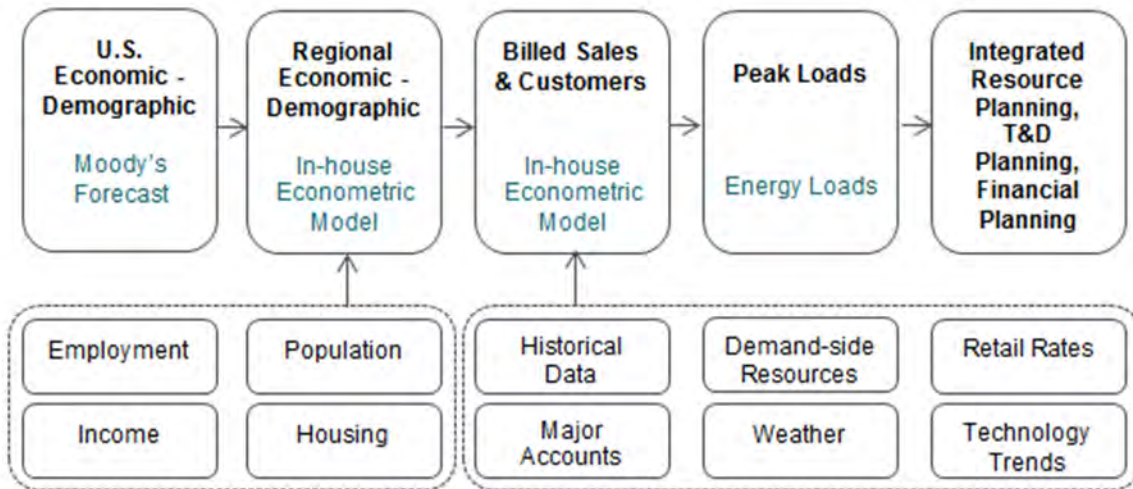 U.S.
Economic -
Demographic
Moody's
Forecast
Regional
Economic -
Demographic
In-house
Econometric
Model
Billed Sales
& Customers
In-house
Econometric
Model
Peak Loads
Energy Loads
Integrated
Resource
Planning,
T&D
Planning,
Financial
Planning
Employment
Population
Income
Housing
Historical
Data
Demand-side
Resources
Retail Rates
Major
Accounts
Weather
Technology
Trends